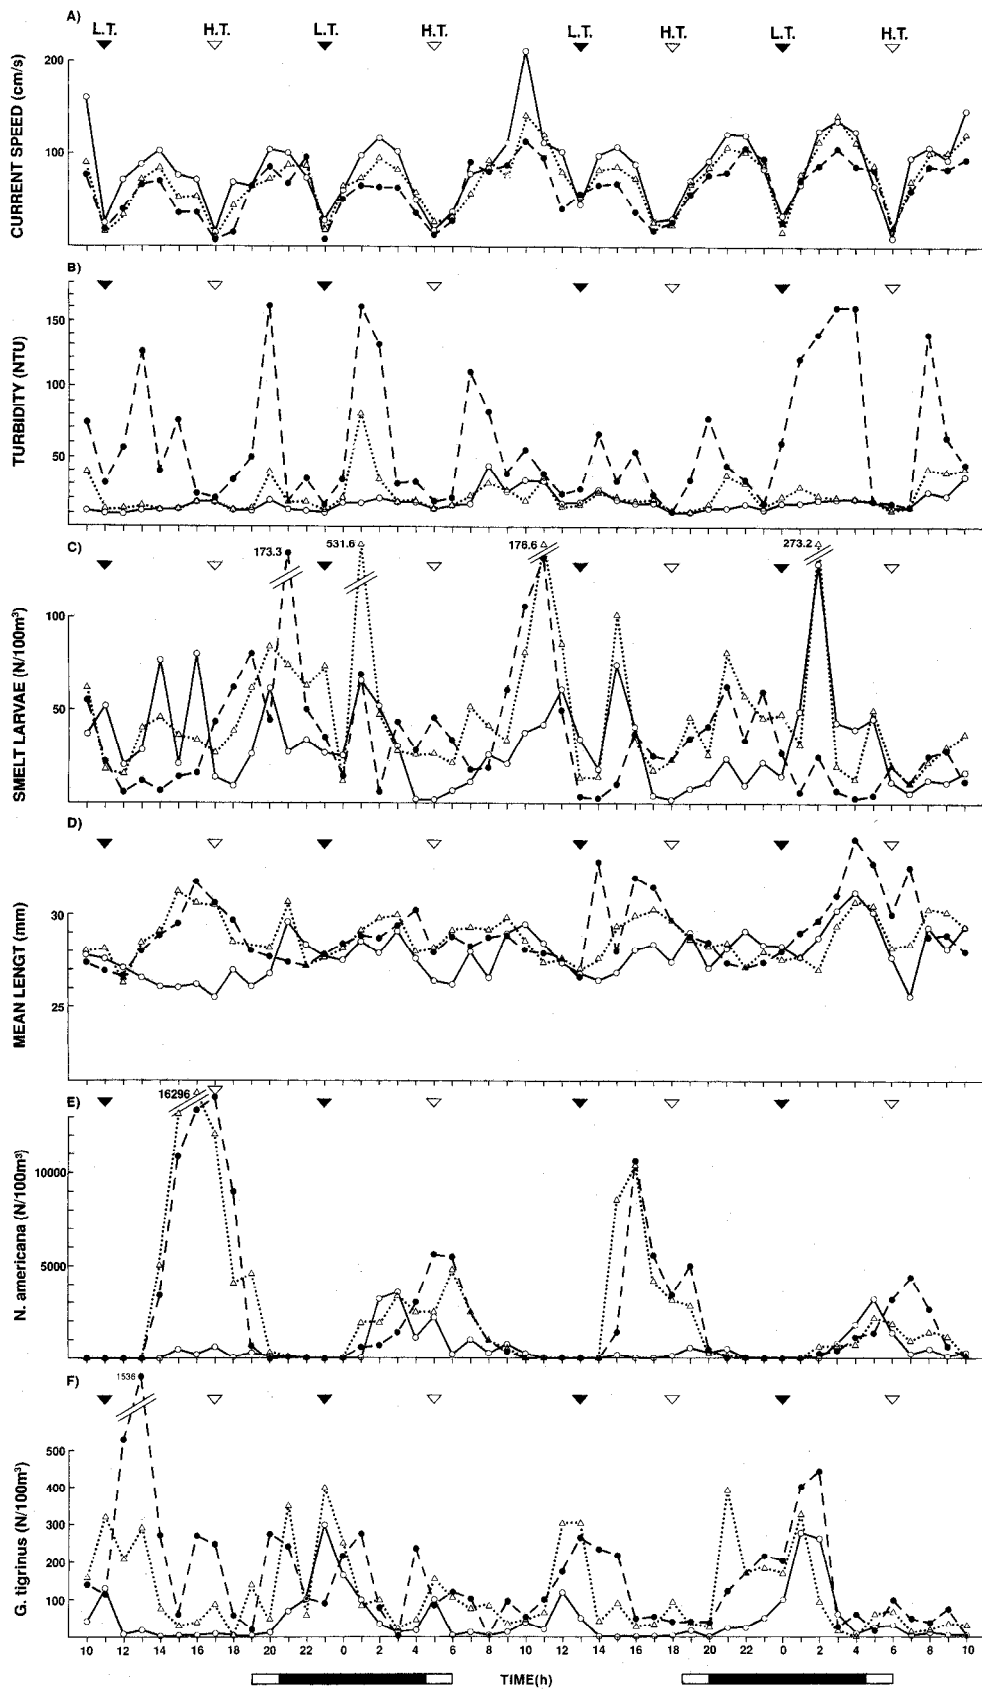 A)
L.T. H.T. L.T. H.T. L.T. H.T. L.T. H.T.
CURRENT SPEED (cm/s)
200
100
B)
TURBIDITY (NTU)
150
100
50
C)
173.3 531.6 176.6 273.2
SMELT LARVAE (N/100m³)
100
50
D)
MEAN LENGT (mm)
30
25
E)
16296
N. americana (N/100m³)
10000
5000
F)
1536
G. tigrinus (N/100m³)
500
400
300
200
100
10 12 14 16 18 20 22 0 2 4 6 8 10 12 14 16 18 20 22 0 2 4 6 8 10
TIME(h)